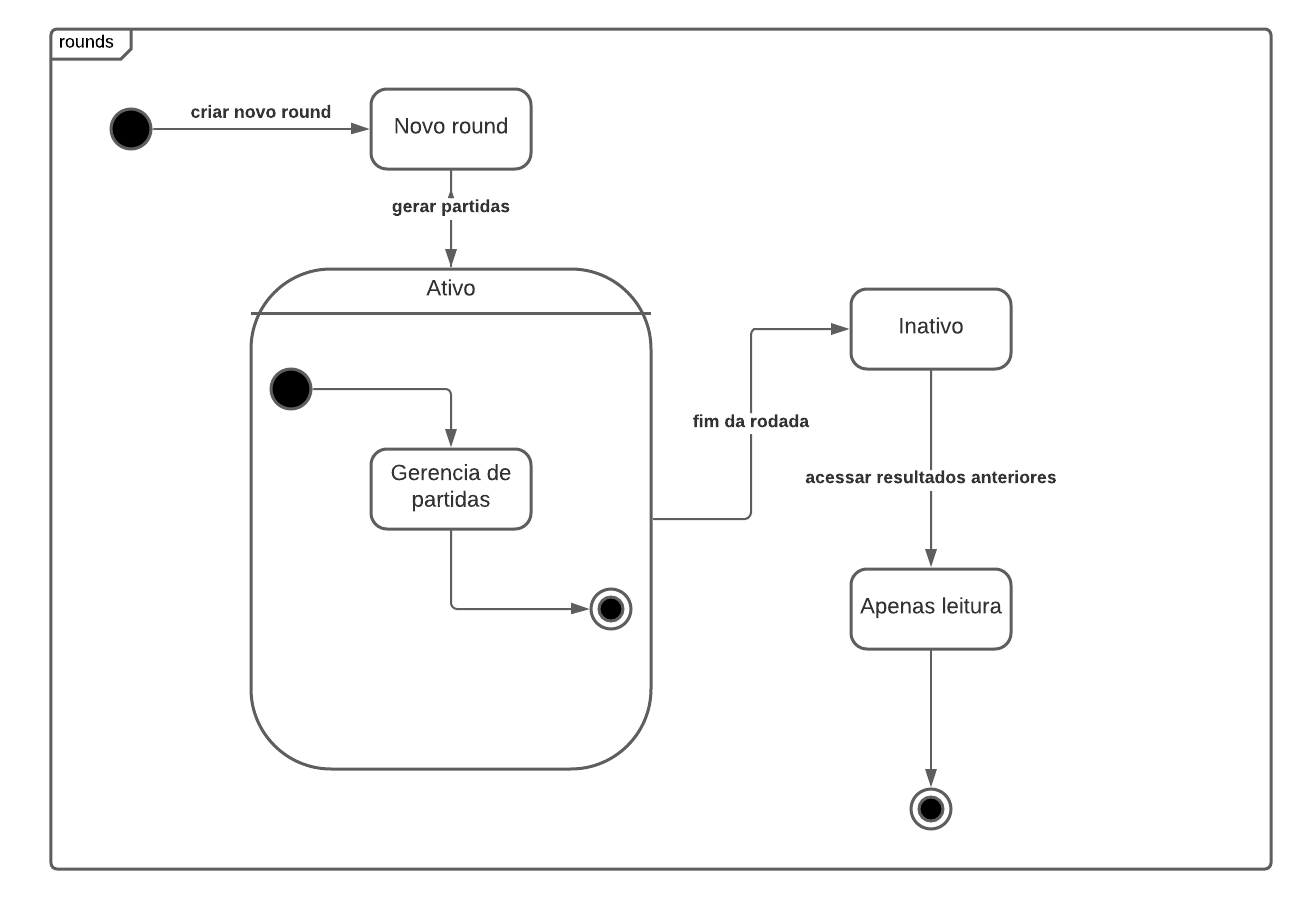 rounds
criar novo round
Novo round
gerar partidas
Ativo
Gerencia de
partidas
fim da rodada
Inativo
acessar resultados anteriores
Apenas leitura